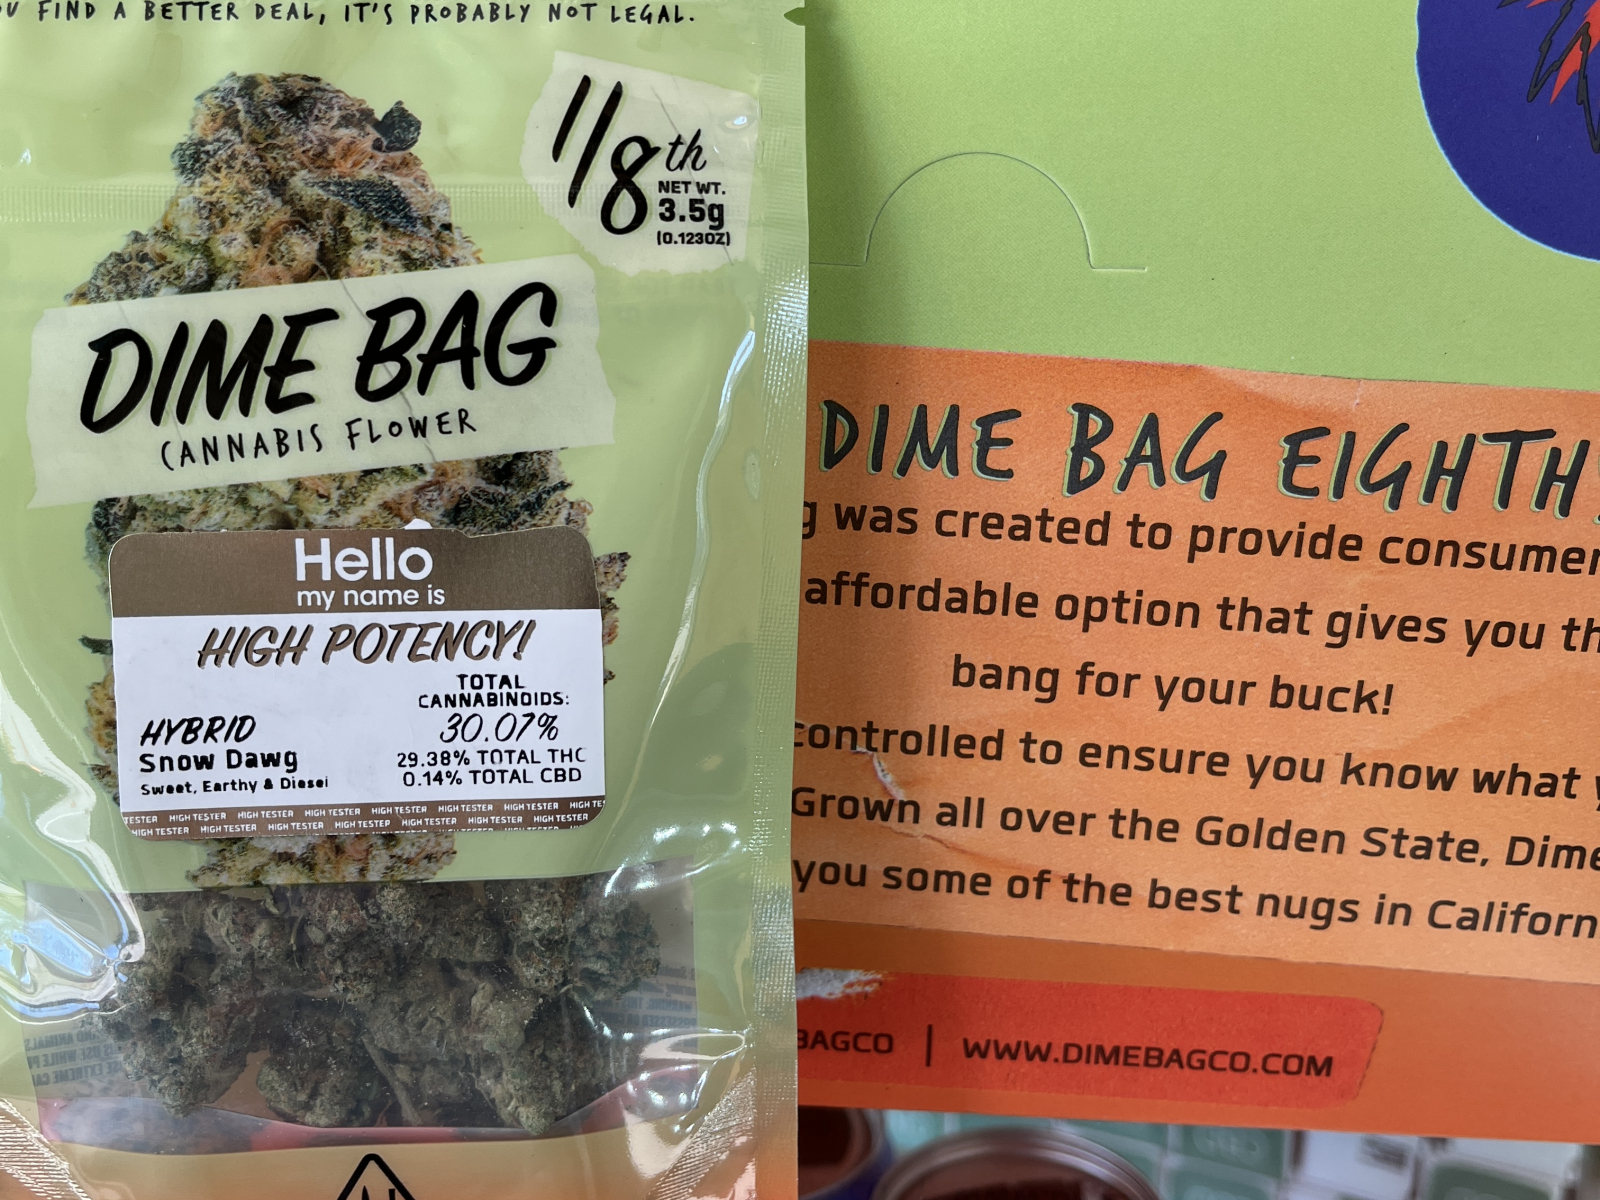 U FIND A BETTER DEAL, IT'S PROBABLY NOT LEGAL.
1/8th
NET WT.
3.5g
(0.123OZ)
DIME BAG
CANNABIS FLOWER
Hello
my name is
HIGH POTENCY!
TOTAL
CANNABINOIDS:
30.07%
29.38% TOTAL THC
0.14% TOTAL CBD
HYBRID
Snow Dawg
Sweet, Earthy & Diesel
TESTER HIGH TESTER HIGH TESTER HIGH TESTER HIGH TESTER HIGH TESTER HIGH TE
HIGH TESTER HIGH TESTER HIGH TESTER HIGH TESTER HIGH TESTER HIGH TESTER
DIME BAG EIGHTH
g was created to provide consumer
affordable option that gives you th
bang for your buck!
controlled to ensure you know what y
Grown all over the Golden State, Dime
you some of the best nugs in Californ
BAGCO | WWW.DIMEBAGCO.COM